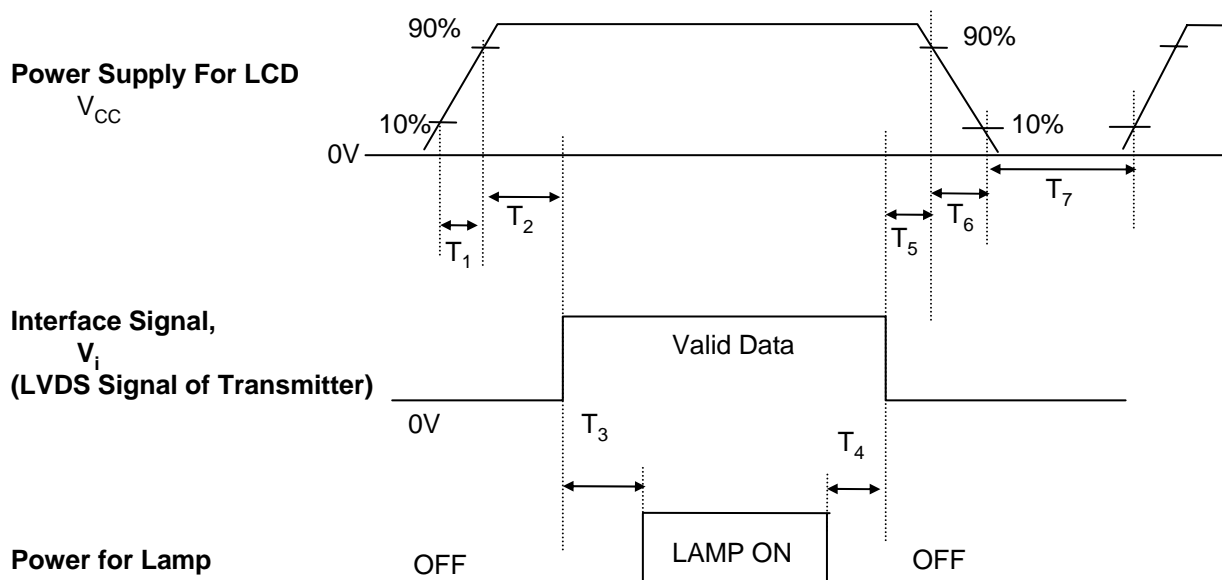 90%
90%
Power Supply For LCD
VCC
10%
10%
0V
T1
T2
T5
T6
T7
Interface Signal,
Vi
(LVDS Signal of Transmitter)
Valid Data
0V
T3
T4
Power for Lamp
OFF
LAMP ON
OFF